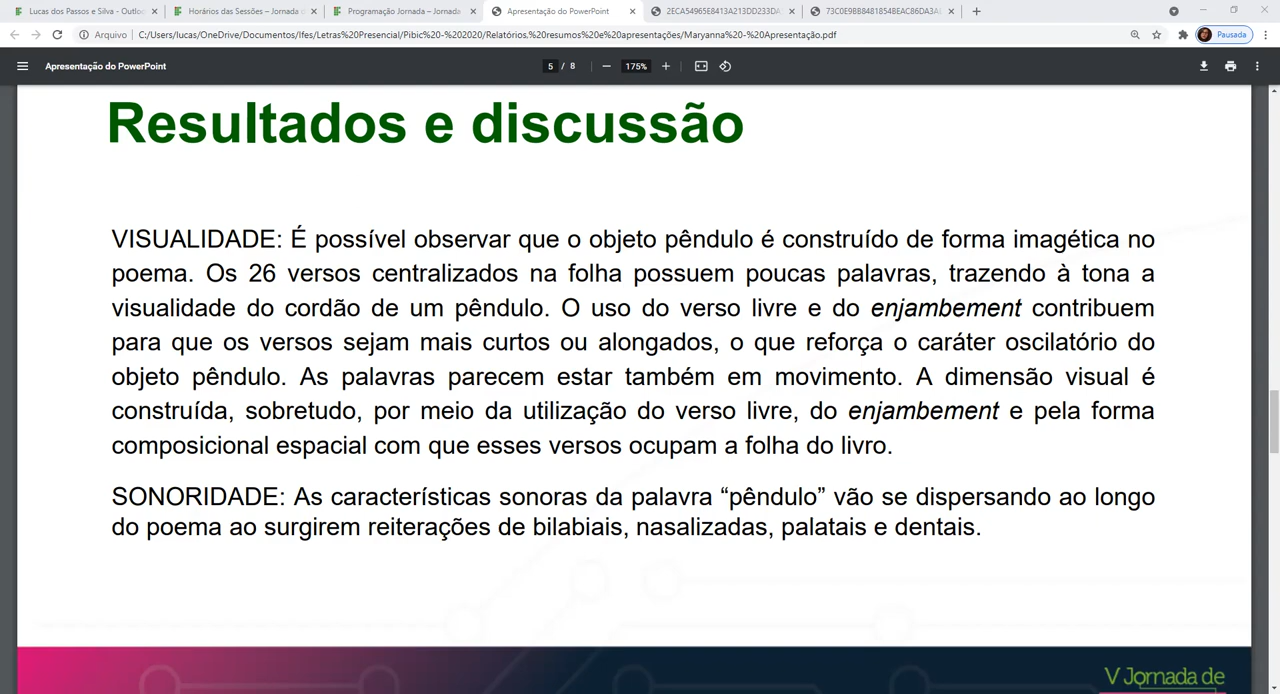 Lucas dos Passos e Silva - Outlo
Horários das Sessões – Jornada d
Programação Jornada – Jornada
Apresentação do PowerPoint
2ECA54965E8413A213DD233DA
73C0E9BB8481854BEAC86DA3A
Arquivo | C:/Users/lucas/OneDrive/Documentos/Ifes/Letras%20Presencial/Pibic%20-%202020/Relatórios,%20resumos%20e%20apresentações/Maryanna%20-%20Apresentação.pdf
Pausada
Apresentação do PowerPoint
5 / 8
175%
Resultados e discussão
VISUALIDADE: É possível observar que o objeto pêndulo é construído de forma imagética no
poema. Os 26 versos centralizados na folha possuem poucas palavras, trazendo à tona a
visualidade do cordão de um pêndulo. O uso do verso livre e do enjambement contribuem
para que os versos sejam mais curtos ou alongados, o que reforça o caráter oscilatório do
objeto pêndulo. As palavras parecem estar também em movimento. A dimensão visual é
construída, sobretudo, por meio da utilização do verso livre, do enjambement e pela forma
composicional espacial com que esses versos ocupam a folha do livro.
SONORIDADE: As características sonoras da palavra “pêndulo” vão se dispersando ao longo
do poema ao surgirem reiterações de bilabiais, nasalizadas, palatais e dentais.
V Jornada de